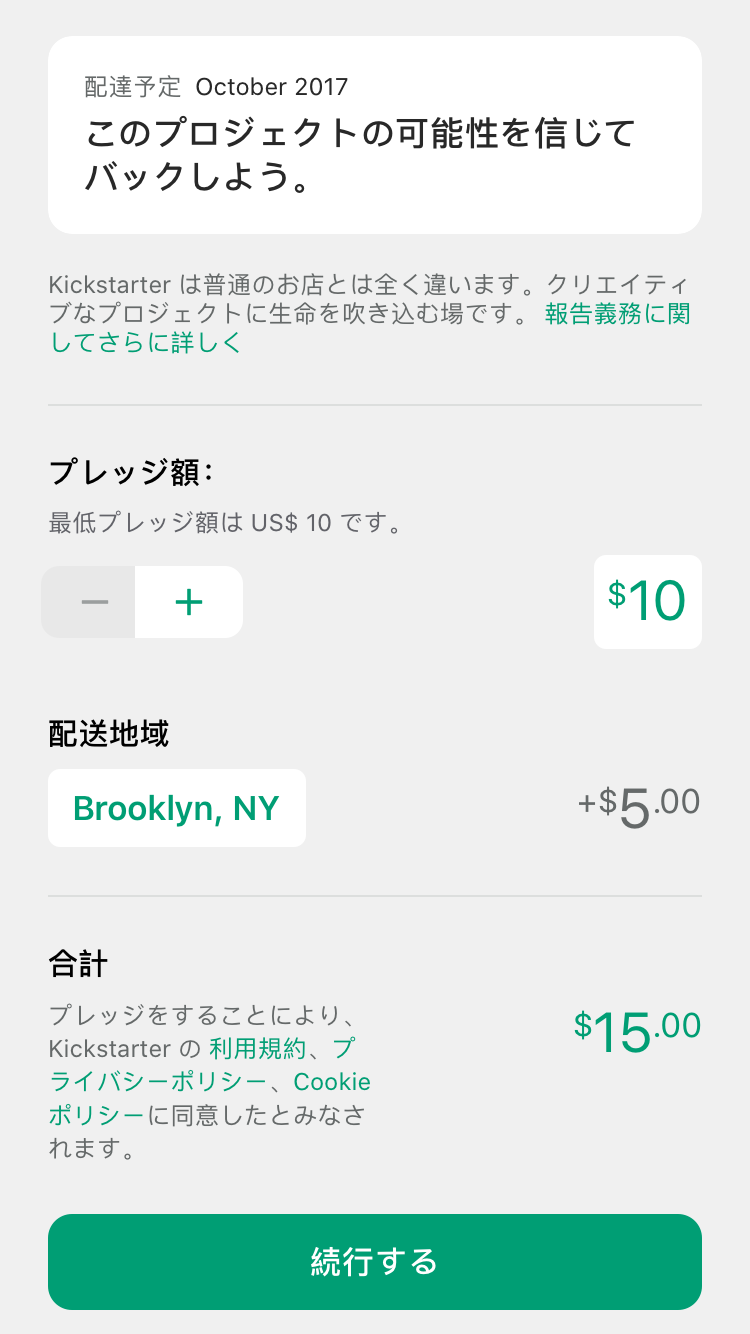 配達予定 October 2017
このプロジェクトの可能性を信じて
バックしよう。
Kickstarter は普通のお店とは全く違います。クリエイティ
ブなプロジェクトに生命を吹き込む場です。 報告義務に関
してさらに詳しく
プレッジ額:
最低プレッジ額は US$ 10 です。
− +
$10
配送地域
Brooklyn, NY
+$5.00
合計
プレッジをすることにより、
Kickstarter の 利用規約、プ
ライバシーポリシー、Cookie
ポリシーに同意したとみなさ
れます。
$15.00
続行する